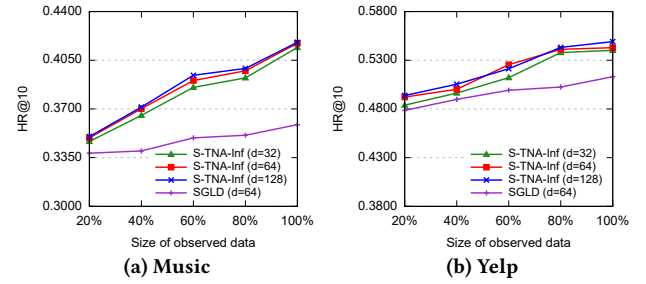 0.4400
0.4050
0.3700
0.3350
0.3000
HR@10
S-TNA-Inf (d=32)
S-TNA-Inf (d=64)
S-TNA-Inf (d=128)
SGLD (d=64)
20% 40% 60% 80% 100%
Size of observed data
(a) Music
0.5800
0.5300
0.4800
0.4300
0.3800
HR@10
S-TNA-Inf (d=32)
S-TNA-Inf (d=64)
S-TNA-Inf (d=128)
SGLD (d=64)
20% 40% 60% 80% 100%
Size of observed data
(b) Yelp